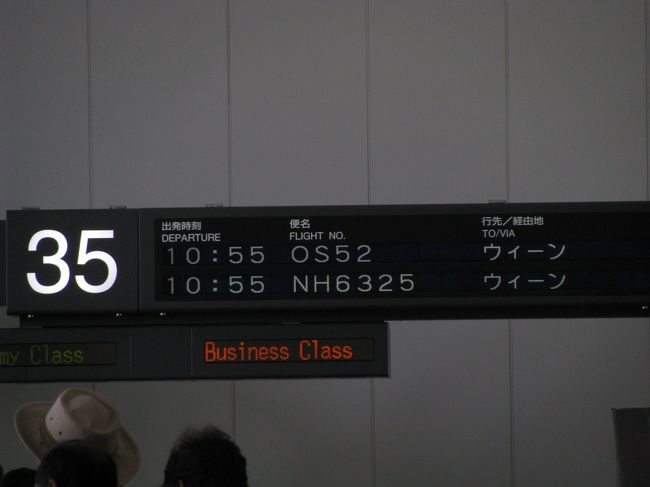 35
出発時刻 便名 行先／経由地
DEPARTURE FLIGHT NO. TO/VIA
10:55 OS52 ウィーン
10:55 NH6325 ウィーン
my Class Business Class